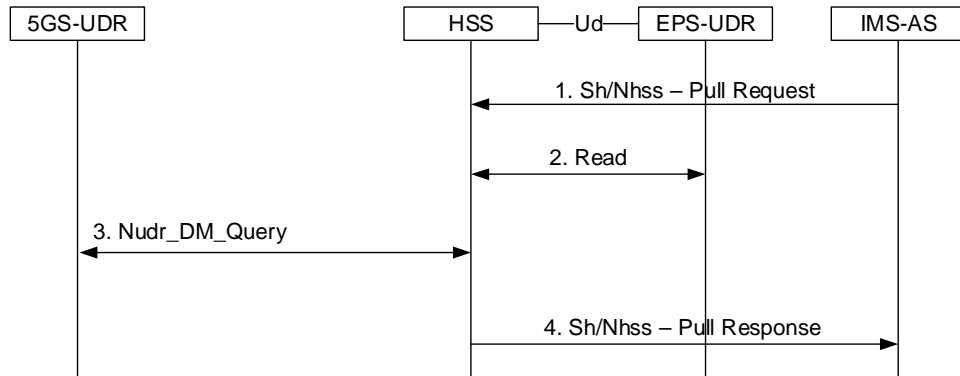 5GS-UDR
HSS
Ud
EPS-UDR
IMS-AS
1. Sh/Nhss – Pull Request
2. Read
3. Nudr_DM_Query
4. Sh/Nhss – Pull Response